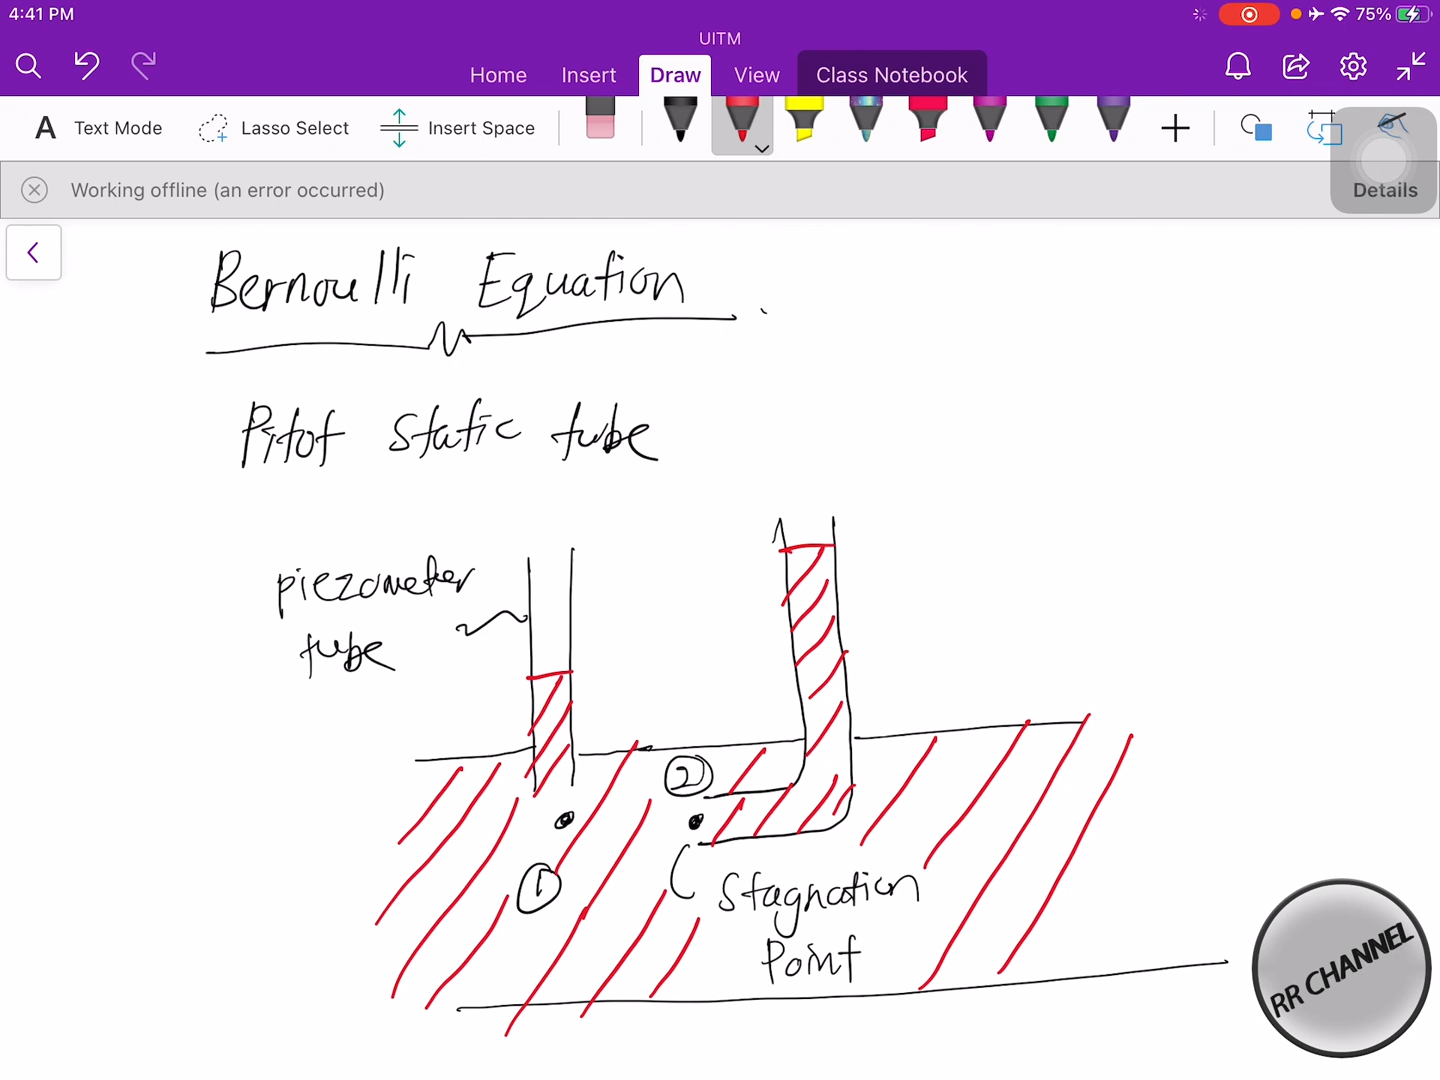 4:41 PM
75%
UITM
Home Insert Draw View Class Notebook
A Text Mode Lasso Select Insert Space
Working offline (an error occurred)
Details
Bernoulli Equation
Pitot static tube
piezometer
tube
2
1
Stagnation
Point
RR CHANNEL